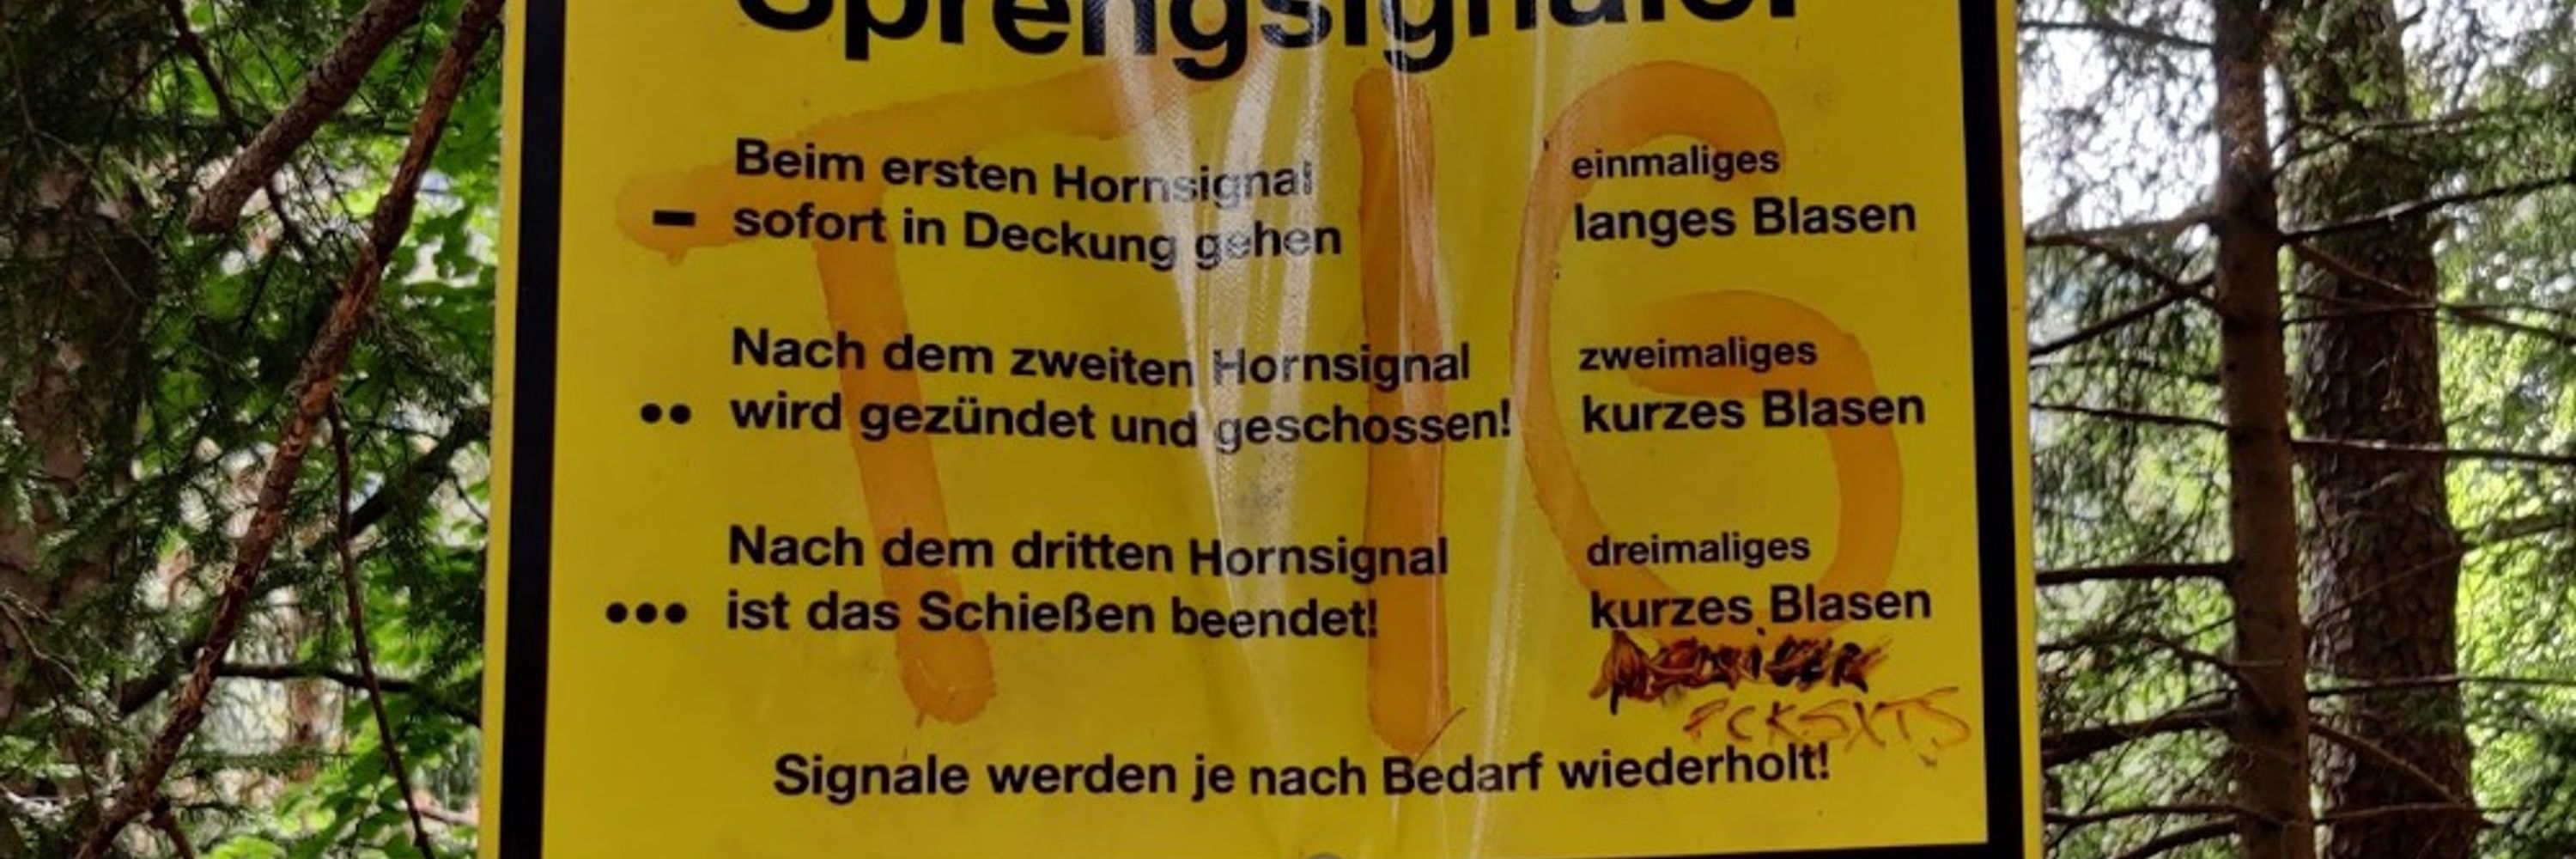 Sprengsignale!
Beim ersten Hornsignal einmaliges
– sofort in Deckung gehen langes Blasen
Nach dem zweiten Hornsignal zweimaliges
•• wird gezündet und geschossen! kurzes Blasen
Nach dem dritten Hornsignal dreimaliges
••• ist das Schießen beendet! kurzes Blasen
FCKSXTS
Signale werden je nach Bedarf wiederholt!